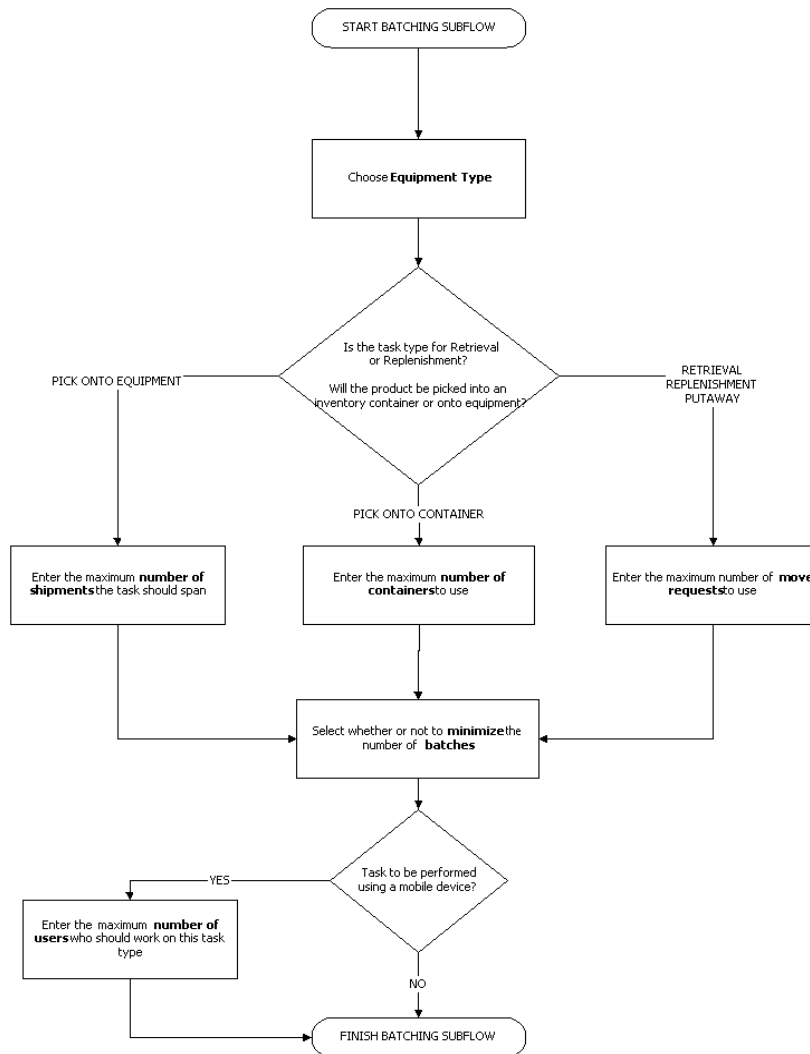 START BATCHING SUBFLOW
Choose Equipment Type
Is the task type for Retrieval
or Replenishment?
Will the product be picked into an
inventory container or onto equipment?
PICK ONTO EQUIPMENT
RETRIEVAL
REPLENISHMENT
PUTAWAY
PICK ONTO CONTAINER
Enter the maximum number of
shipments the task should span
Enter the maximum number of
containers to use
Enter the maximum number of move
requests to use
Select whether or not to minimize the
number of batches
Task to be performed
using a mobile device?
YES
Enter the maximum number of
users who should work on this task
type
NO
FINISH BATCHING SUBFLOW